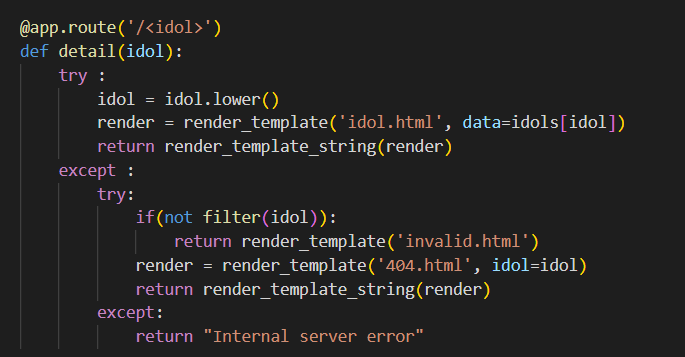 @app.route('/<idol>')
def detail(idol):
    try :
        idol = idol.lower()
        render = render_template('idol.html', data=idols[idol])
        return render_template_string(render)
    except :
        try:
            if(not filter(idol)):
                return render_template('invalid.html')
            render = render_template('404.html', idol=idol)
            return render_template_string(render)
        except:
            return "Internal server error"